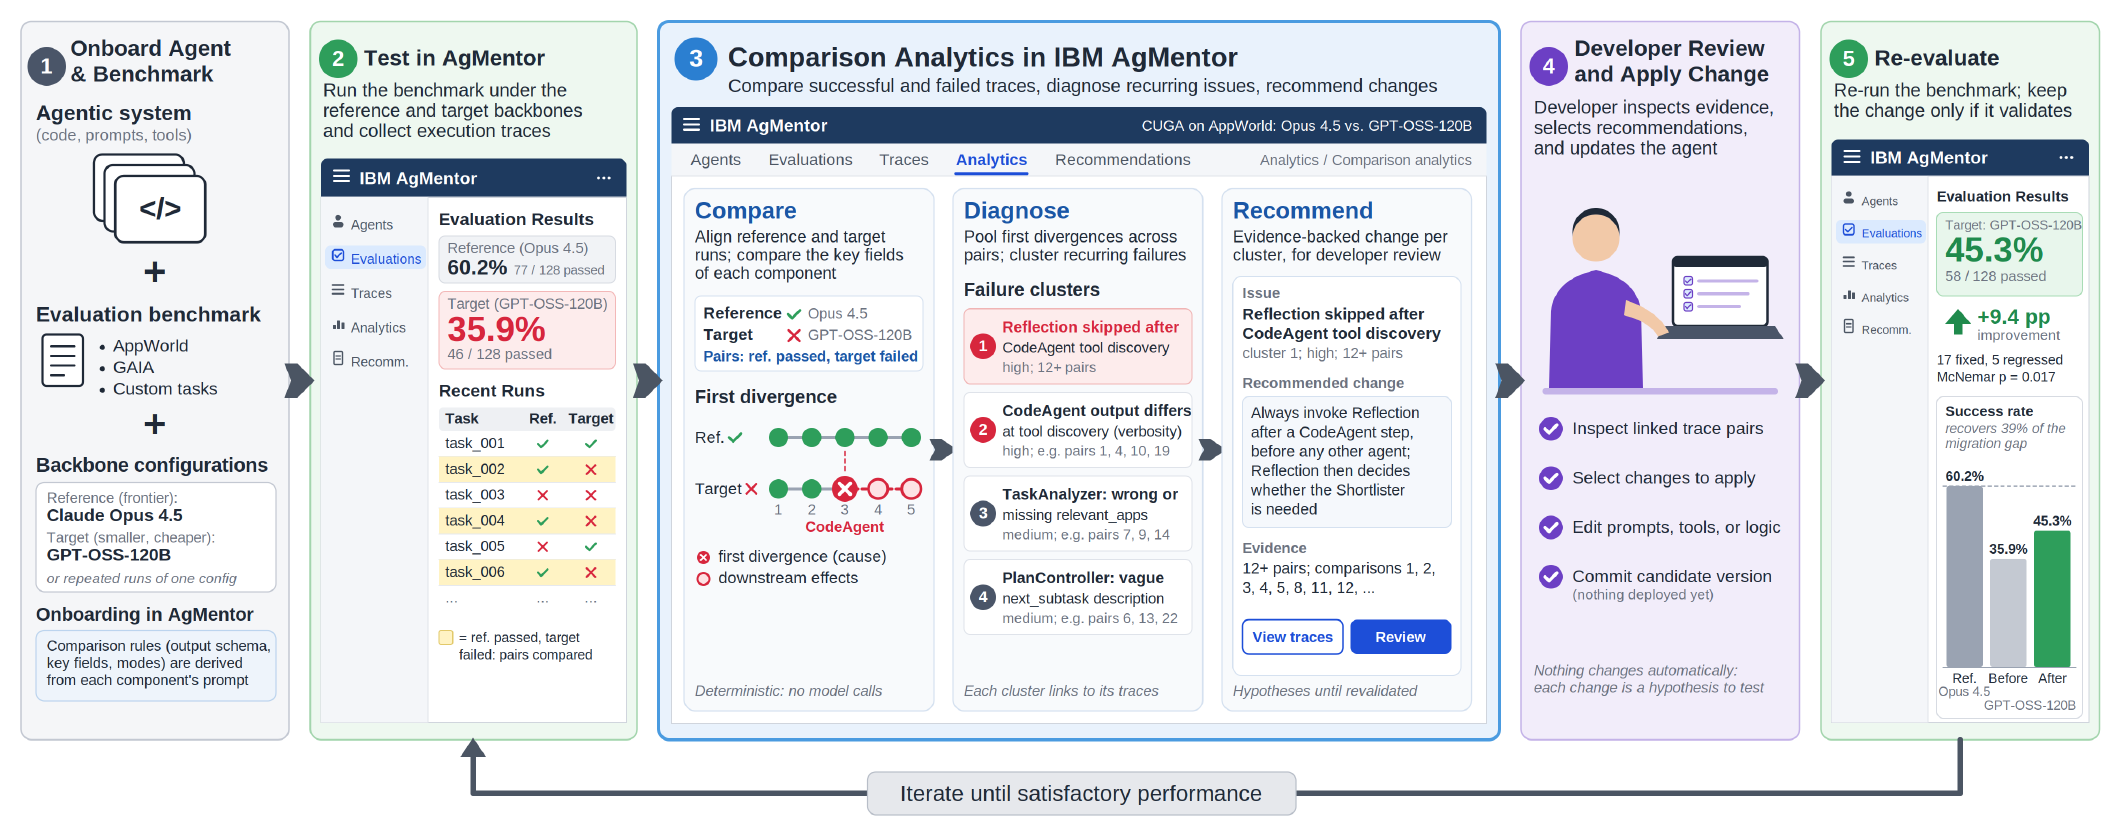 1
Onboard Agent
& Benchmark
Agentic system
(code, prompts, tools)
</>
+
Evaluation benchmark
• AppWorld
• GAIA
• Custom tasks
+
Backbone configurations
Reference (frontier):
Claude Opus 4.5
Target (smaller, cheaper):
GPT-OSS-120B
or repeated runs of one config
Onboarding in AgMentor
Comparison rules (output schema,
key fields, modes) are derived
from each component's prompt
2
Test in AgMentor
Run the benchmark under the
reference and target backbones
and collect execution traces
IBM AgMentor ...
Agents
Evaluations
Traces
Analytics
Recomm.
Evaluation Results
Reference (Opus 4.5)
60.2% 77 / 128 passed
Target (GPT-OSS-120B)
35.9%
46 / 128 passed
Recent Runs
Task Ref. Target
task_001 ✓ ✓
task_002 ✓ ✗
task_003 ✗ ✗
task_004 ✓ ✗
task_005 ✗ ✓
task_006 ✓ ✗
... ... ...
= ref. passed, target
failed: pairs compared
3
Comparison Analytics in IBM AgMentor
Compare successful and failed traces, diagnose recurring issues, recommend changes
IBM AgMentor CUGA on AppWorld: Opus 4.5 vs. GPT-OSS-120B
Agents Evaluations Traces Analytics Recommendations Analytics / Comparison analytics
Compare
Align reference and target
runs; compare the key fields
of each component
Reference ✓ Opus 4.5
Target ✗ GPT-OSS-120B
Pairs: ref. passed, target failed
First divergence
Ref. ✓
Target ✗
1 2 3 4 5
CodeAgent
first divergence (cause)
downstream effects
Deterministic: no model calls
Diagnose
Pool first divergences across
pairs; cluster recurring failures
Failure clusters
1
Reflection skipped after
CodeAgent tool discovery
high; 12+ pairs
2
CodeAgent output differs
at tool discovery (verbosity)
high; e.g. pairs 1, 4, 10, 19
3
TaskAnalyzer: wrong or
missing relevant_apps
medium; e.g. pairs 7, 9, 14
4
PlanController: vague
next_subtask description
medium; e.g. pairs 6, 13, 22
Each cluster links to its traces
Recommend
Evidence-backed change per
cluster, for developer review
Issue
Reflection skipped after
CodeAgent tool discovery
cluster 1; high; 12+ pairs
Recommended change
Always invoke Reflection
after a CodeAgent step,
before any other agent;
Reflection then decides
whether the Shortlister
is needed
Evidence
12+ pairs; comparisons 1, 2,
3, 4, 5, 8, 11, 12, ...
View traces Review
Hypotheses until revalidated
4
Developer Review
and Apply Change
Developer inspects evidence,
selects recommendations,
and updates the agent
Inspect linked trace pairs
Select changes to apply
Edit prompts, tools, or logic
Commit candidate version
(nothing deployed yet)
Nothing changes automatically:
each change is a hypothesis to test
5
Re-evaluate
Re-run the benchmark; keep
the change only if it validates
IBM AgMentor ...
Agents
Evaluations
Traces
Analytics
Recomm.
Evaluation Results
Target: GPT-OSS-120B
45.3%
58 / 128 passed
+9.4 pp
improvement
17 fixed, 5 regressed
McNemar p = 0.017
Success rate
recovers 39% of the
migration gap
60.2%
35.9%
45.3%
Ref. Before After
Opus 4.5
GPT-OSS-120B
Iterate until satisfactory performance